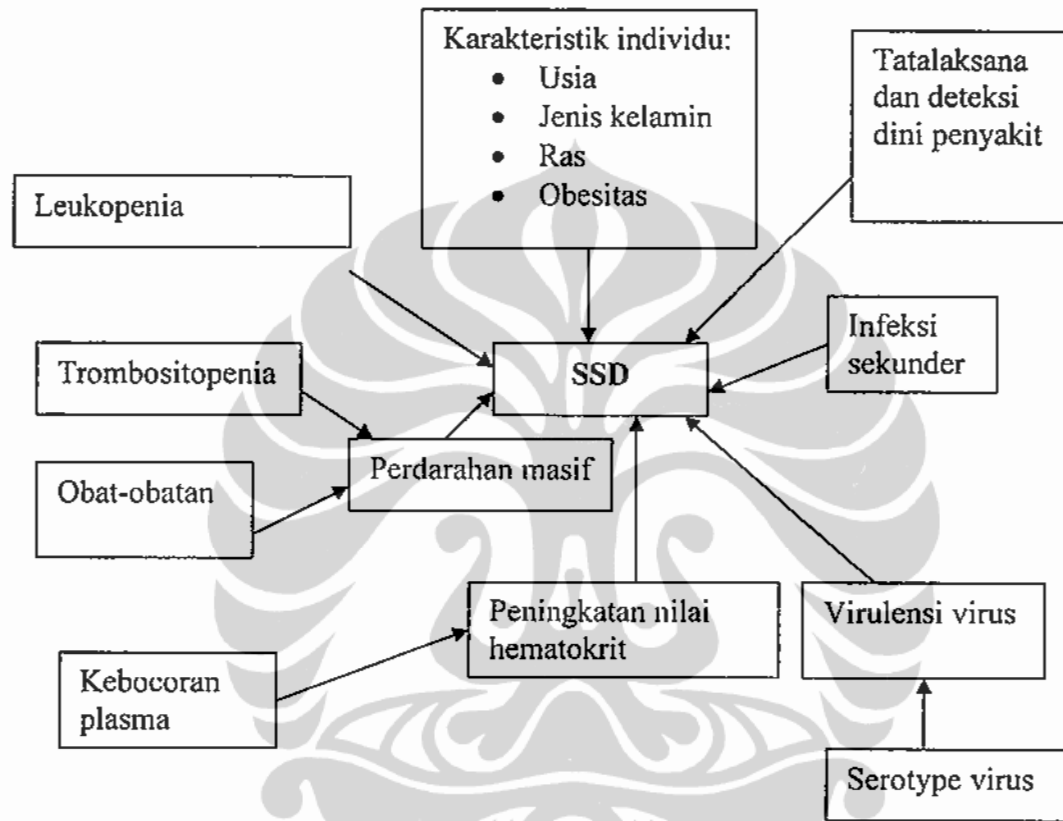 Karakteristik individu:
• Usia
• Jenis kelamin
• Ras
• Obesitas
Tatalaksana
dan deteksi
dini penyakit
Leukopenia
Infeksi
sekunder
SSD
Trombositopenia
Perdarahan masif
Obat-obatan
Peningkatan nilai
hematokrit
Virulensi virus
Kebocoran
plasma
Serotype virus